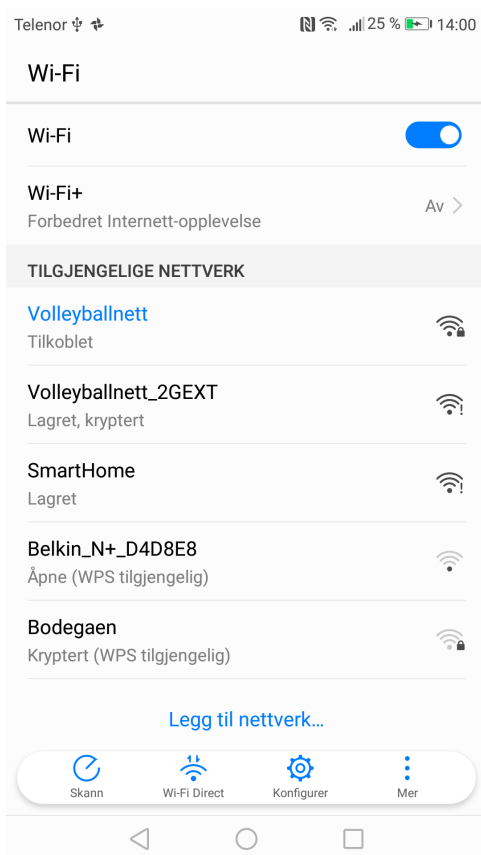 Telenor 25 % 14:00
Wi-Fi
Wi-Fi
Wi-Fi+
Forbedret Internett-opplevelse
Av
TILGJENGELIGE NETTVERK
Volleyballnett
Tilkoblet
Volleyballnett_2GEXT
Lagret, kryptert
SmartHome
Lagret
Belkin_N+_D4D8E8
Åpne (WPS tilgjengelig)
Bodegaen
Kryptert (WPS tilgjengelig)
Legg til nettverk...
Skann Wi-Fi Direct Konfigurer Mer